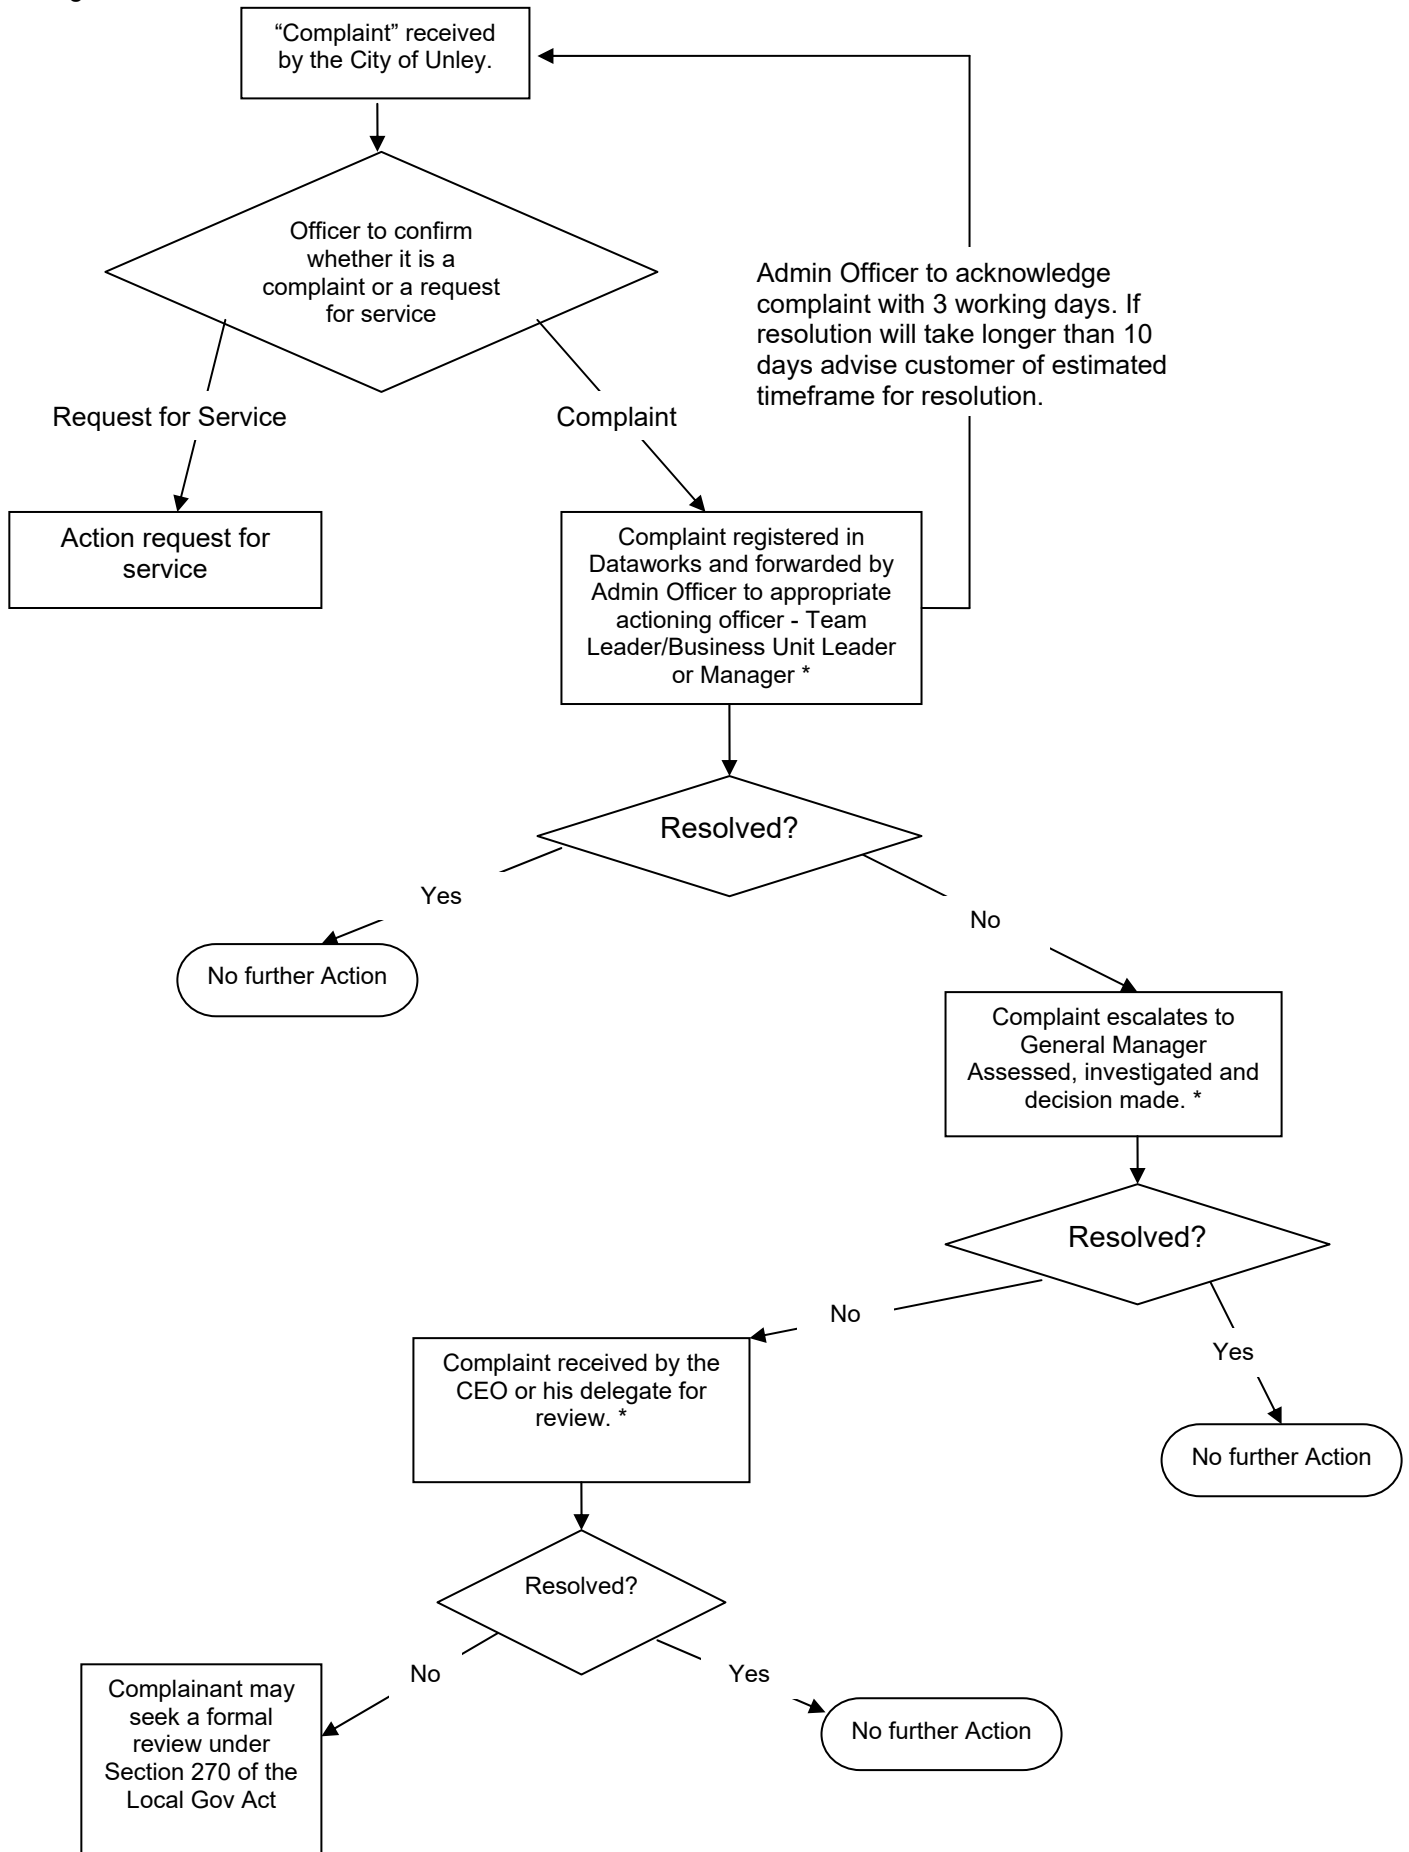 “Complaint” received
by the City of Unley.
Officer to confirm
whether it is a
complaint or a request
for service
Admin Officer to acknowledge
complaint with 3 working days. If
resolution will take longer than 10
days advise customer of estimated
timeframe for resolution.
Request for Service
Complaint
Action request for
service
Complaint registered in
Dataworks and forwarded by
Admin Officer to appropriate
actioning officer - Team
Leader/Business Unit Leader
or Manager *
Resolved?
Yes
No
No further Action
Complaint escalates to
General Manager
Assessed, investigated and
decision made. *
Resolved?
No
Yes
Complaint received by the
CEO or his delegate for
review. *
No further Action
Resolved?
No
Yes
Complainant may
seek a formal
review under
Section 270 of the
Local Gov Act
No further Action